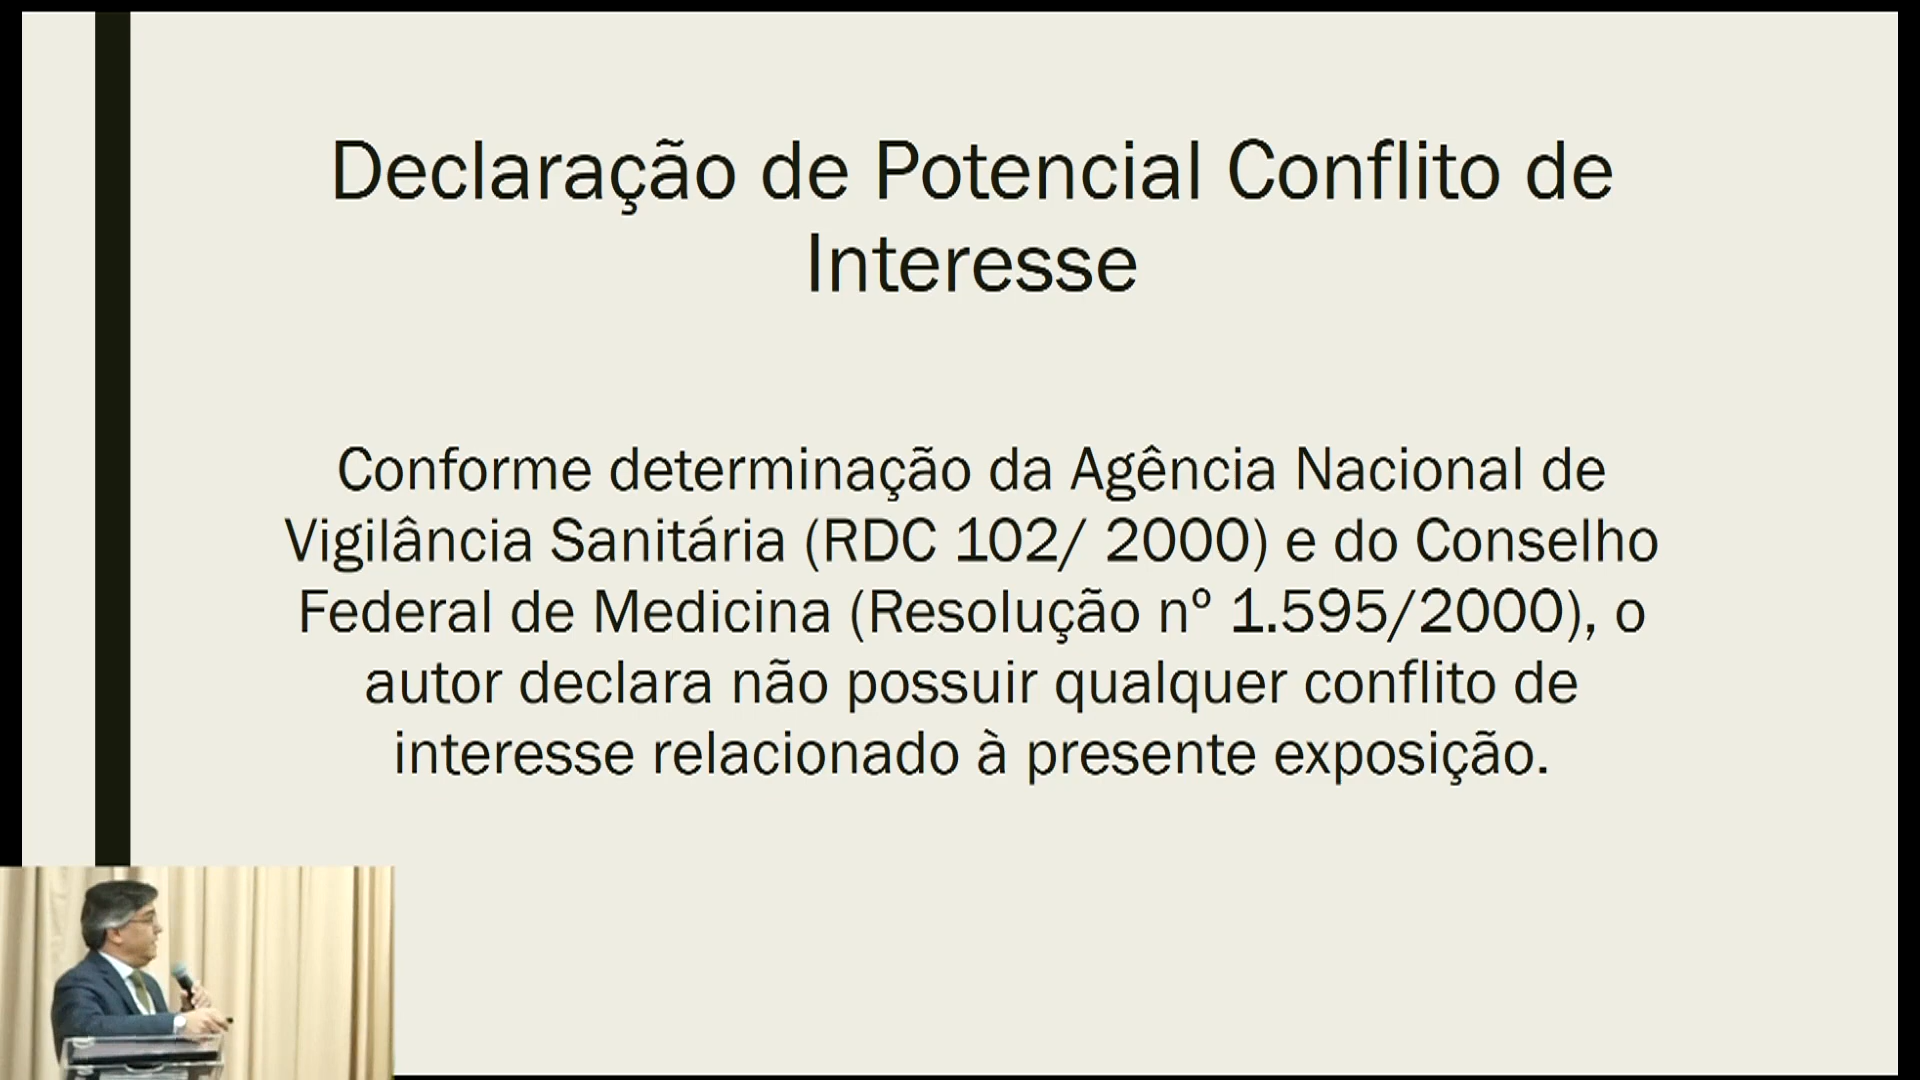 Declaração de Potencial Conflito de
Interesse
Conforme determinação da Agência Nacional de
Vigilância Sanitária (RDC 102/ 2000) e do Conselho
Federal de Medicina (Resolução nº 1.595/2000), o
autor declara não possuir qualquer conflito de
interesse relacionado à presente exposição.